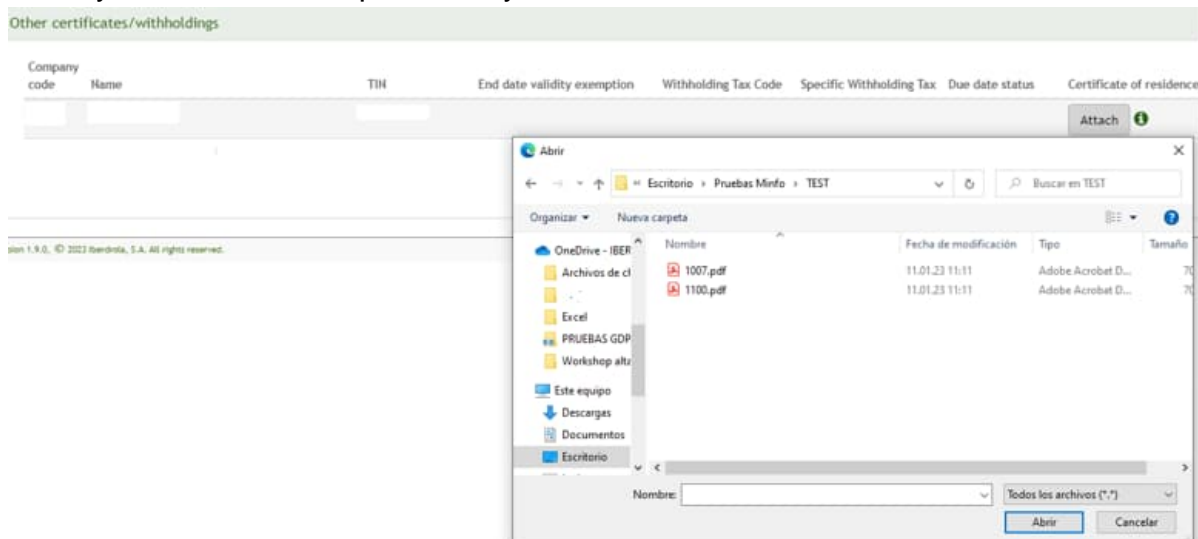 Other certificates/withholdings
Company
code Name TIN End date validity exemption Withholding Tax Code Specific Withholding Tax Due date status Certificate of residence
Attach
Abrir
Escritorio › Pruebas Minfo › TEST
Buscar en TEST
Organizar
Nueva carpeta
Nombre Fecha de modificación Tipo Tamaño
OneDrive - IBER
Archivos de cl
Excel
PRUEBAS GDP
Workshop alta
Este equipo
Descargas
Documentos
Escritorio
1007.pdf 11.01.23 11:11 Adobe Acrobat D... 70
1100.pdf 11.01.23 11:11 Adobe Acrobat D... 70
Nombre:
Todos los archivos (*.*)
Abrir Cancelar
sion 1.9.0, © 2023 Iberdrola, S.A. All rights reserved.